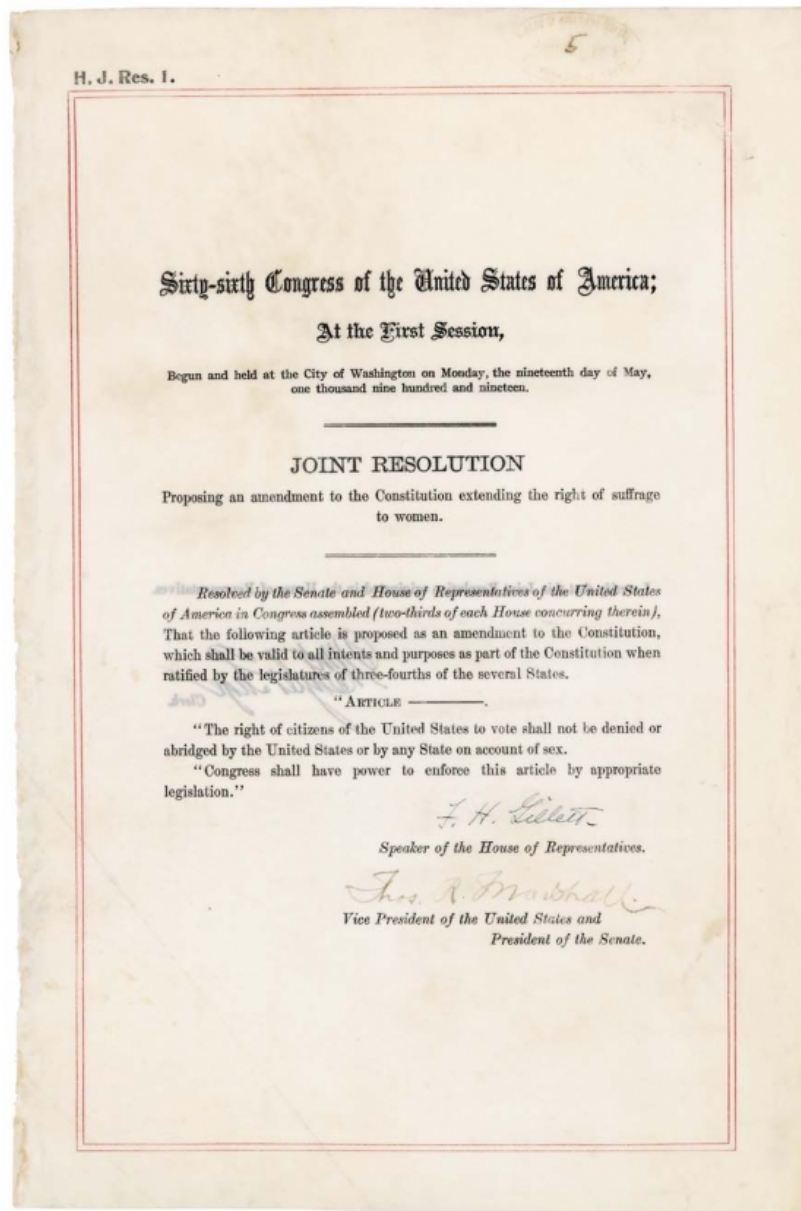 5
H. J. Res. 1.
Sixty-sixth Congress of the United States of America;
At the First Session,
Begun and held at the City of Washington on Monday, the nineteenth day of May,
one thousand nine hundred and nineteen.
JOINT RESOLUTION
Proposing an amendment to the Constitution extending the right of suffrage
to women.
Resolved by the Senate and House of Representatives of the United States
of America in Congress assembled (two-thirds of each House concurring therein),
That the following article is proposed as an amendment to the Constitution,
which shall be valid to all intents and purposes as part of the Constitution when
ratified by the legislatures of three-fourths of the several States.
"ARTICLE ———.
"The right of citizens of the United States to vote shall not be denied or
abridged by the United States or by any State on account of sex.
"Congress shall have power to enforce this article by appropriate
legislation."
F. H. Gillett
Speaker of the House of Representatives.
Thos. R. Marshall.
Vice President of the United States and
President of the Senate.